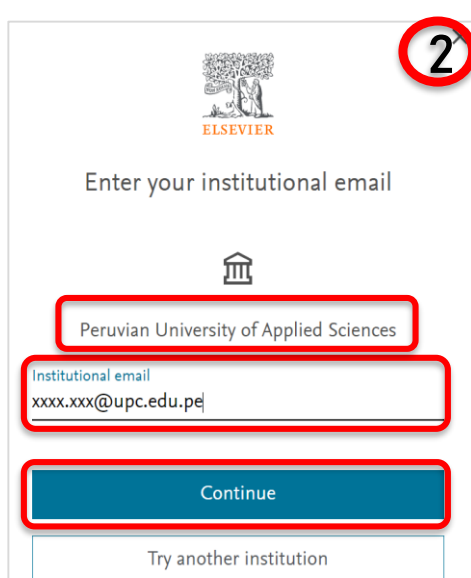 2
ELSEVIER
Enter your institutional email
Peruvian University of Applied Sciences
Institutional email
xxxx.xxx@upc.edu.pe
Continue
Try another institution